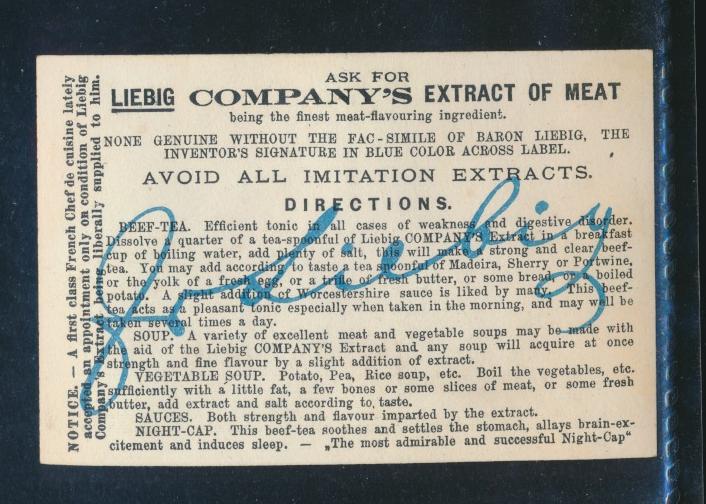 ASK FOR
LIEBIG COMPANY'S EXTRACT OF MEAT
being the finest meat-flavouring ingredient.
NONE GENUINE WITHOUT THE FAC-SIMILE OF BARON LIEBIG, THE
INVENTOR'S SIGNATURE IN BLUE COLOR ACROSS LABEL.
AVOID ALL IMITATION EXTRACTS.
DIRECTIONS.
BEEF-TEA. Efficient tonic in all cases of weakness and digestive disorder.
Dissolve a quarter of a tea-spoonful of Liebig COMPANY'S Extract in a breakfast
cup of boiling water, add plenty of salt, this will make a strong and clear beef-
tea. You may add according to taste a tea spoonful of Madeira, Sherry or Portwine,
or the yolk of a fresh egg, or a trifle of fresh butter, or some bread, or a boiled
potato. A slight addition of Worcestershire sauce is liked by many. This beef-
tea acts as a pleasant tonic especially when taken in the morning, and may well be
taken several times a day.
SOUP. A variety of excellent meat and vegetable soups may be made with
the aid of the Liebig COMPANY'S Extract and any soup will acquire at once
strength and fine flavour by a slight addition of extract.
VEGETABLE SOUP. Potato, Pea, Rice soup, etc. Boil the vegetables, etc.
sufficiently with a little fat, a few bones or some slices of meat, or some fresh
butter, add extract and salt according to taste.
SAUCES. Both strength and flavour imparted by the extract.
NIGHT-CAP. This beef-tea soothes and settles the stomach, allays brain-ex-
citement and induces sleep. — „The most admirable and successful Night-Cap"
NOTICE. — A first class French Chef de cuisine lately
accepted an appointment only on condition of Liebig
Company's Extract being liberally supplied to him.
J v Liebig